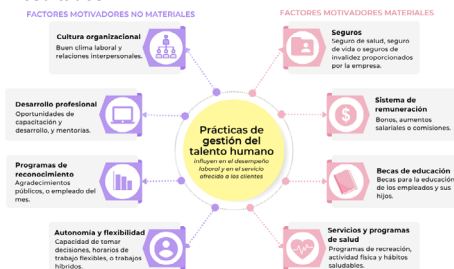 FACTORES MOTIVADORES NO MATERIALES
FACTORES MOTIVADORES MATERIALES
Cultura organizacional
Buen clima laboral y
relaciones interpersonales.
Seguros
Seguro de salud, seguro
de vida o seguros de
invalidez proporcionados
por la empresa.
Desarrollo profesional
Oportunidades de
capacitación y
desarrollo, y mentorías.
Sistema de
remuneración
Bonos, aumentos
salariales o comisiones.
Prácticas de
gestión del
talento humano
influyen en el desempeño
laboral y en el servicio
ofrecido a los clientes
Programas de
reconocimiento
Agradecimientos
públicos, o empleado del
mes.
Becas de educación
Becas para la educación
de los empleados y sus
hijos.
Autonomía y flexibilidad
Capacidad de tomar
decisiones, horarios de
trabajo flexibles, o trabajos
híbridos.
Servicios y programas
de salud
Programas de recreación,
actividad física y hábitos
saludables.